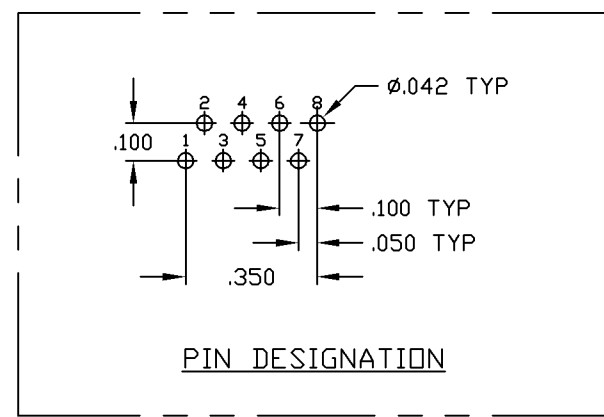 2 4 6 8
Ø.042 TYP
.100
1 3 5 7
.100 TYP
.050 TYP
.350
PIN DESIGNATION